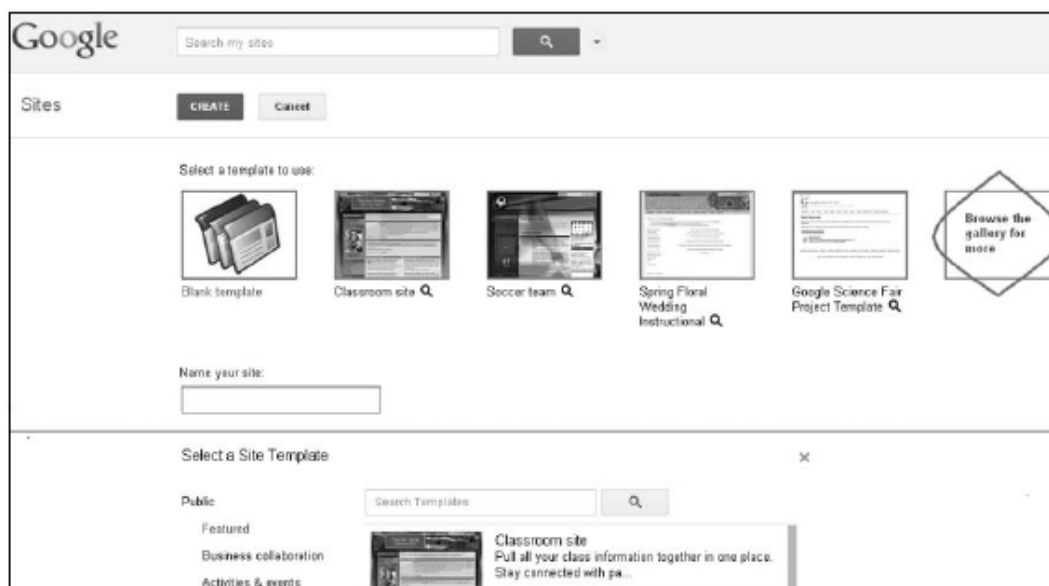 Google
Search my sites
Sites
CREATE Cancel
Select a template to use:
Browse the
gallery for
more
Blank template
Classroom site
Soccer team
Spring Floral
Wedding
Instructional
Google Science Fair
Project Template
Name your site:
Select a Site Template
Public
Search Templates
Featured
Business collaboration
Activities & events
Classroom site
Pull all your class information together in one place.
Stay connected with pa...